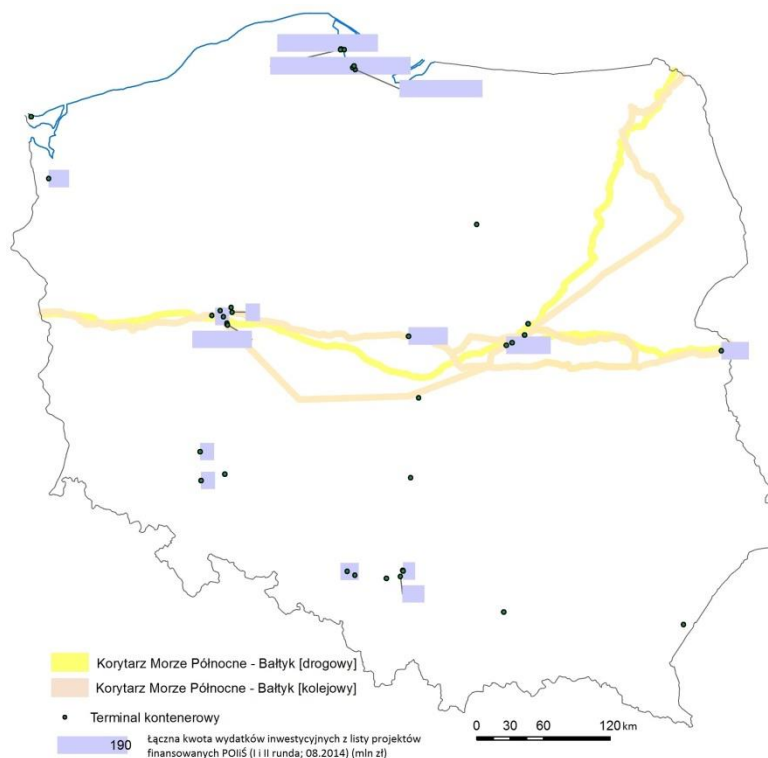 Korytarz Morze Północne - Bałtyk [drogowy]
Korytarz Morze Północne - Bałtyk [kolejowy]
Terminal kontenerowy
190 Łączna kwota wydatków inwestycyjnych z listy projektów
finansowanych POIiŚ (I i II runda; 08.2014) (mln zł)
0 30 60 120 km